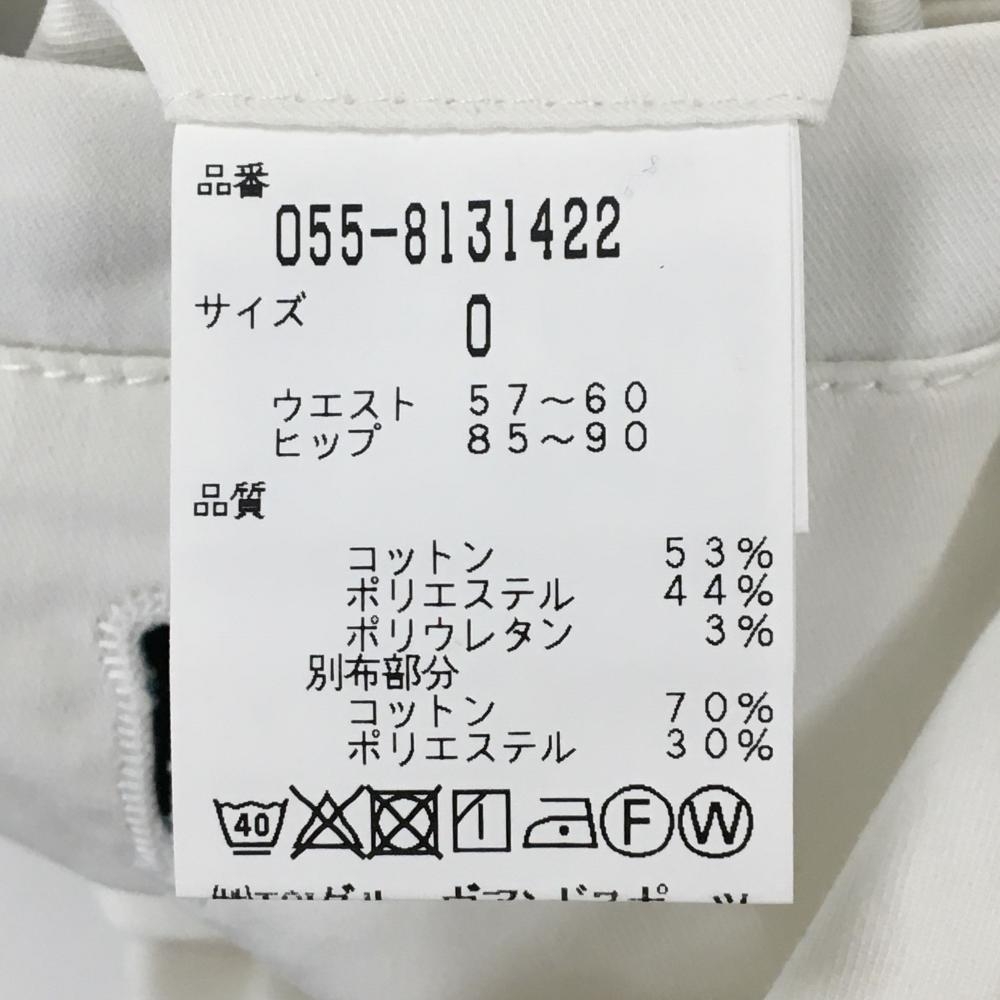 品番
055-8131422
サイズ 0
ウエスト 57～60
ヒップ 85～90
品質
コットン 53%
ポリエステル 44%
ポリウレタン 3%
別布部分
コットン 70%
ポリエステル 30%
40 F W